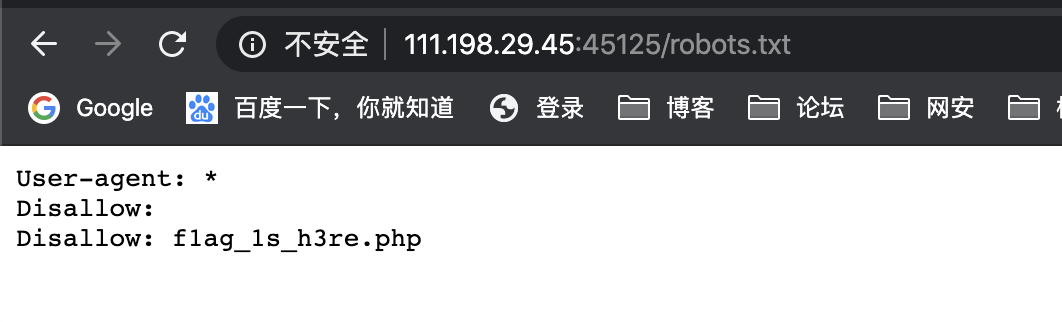 不安全 | 111.198.29.45:45125/robots.txt
Google 百度一下，你就知道 登录 博客 论坛 网安
User-agent: *
Disallow:
Disallow: f1ag_1s_h3re.php